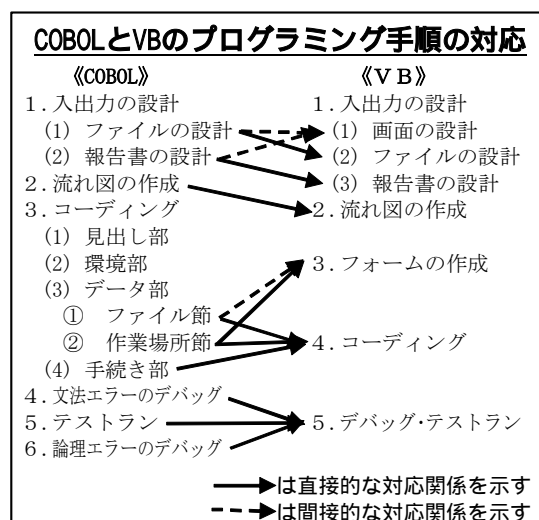 COBOLとVBのプログラミング手順の対応
《COBOL》
1.入出力の設計
(1) ファイルの設計
(2) 報告書の設計
2.流れ図の作成
3.コーディング
(1) 見出し部
(2) 環境部
(3) データ部
① ファイル節
② 作業場所節
(4) 手続き部
4.文法エラーのデバッグ
5.テストラン
6.論理エラーのデバッグ
《VB》
1.入出力の設計
(1) 画面の設計
(2) ファイルの設計
(3) 報告書の設計
2.流れ図の作成
3.フォームの作成
4.コーディング
5.デバッグ・テストラン
は直接的な対応関係を示す
は間接的な対応関係を示す